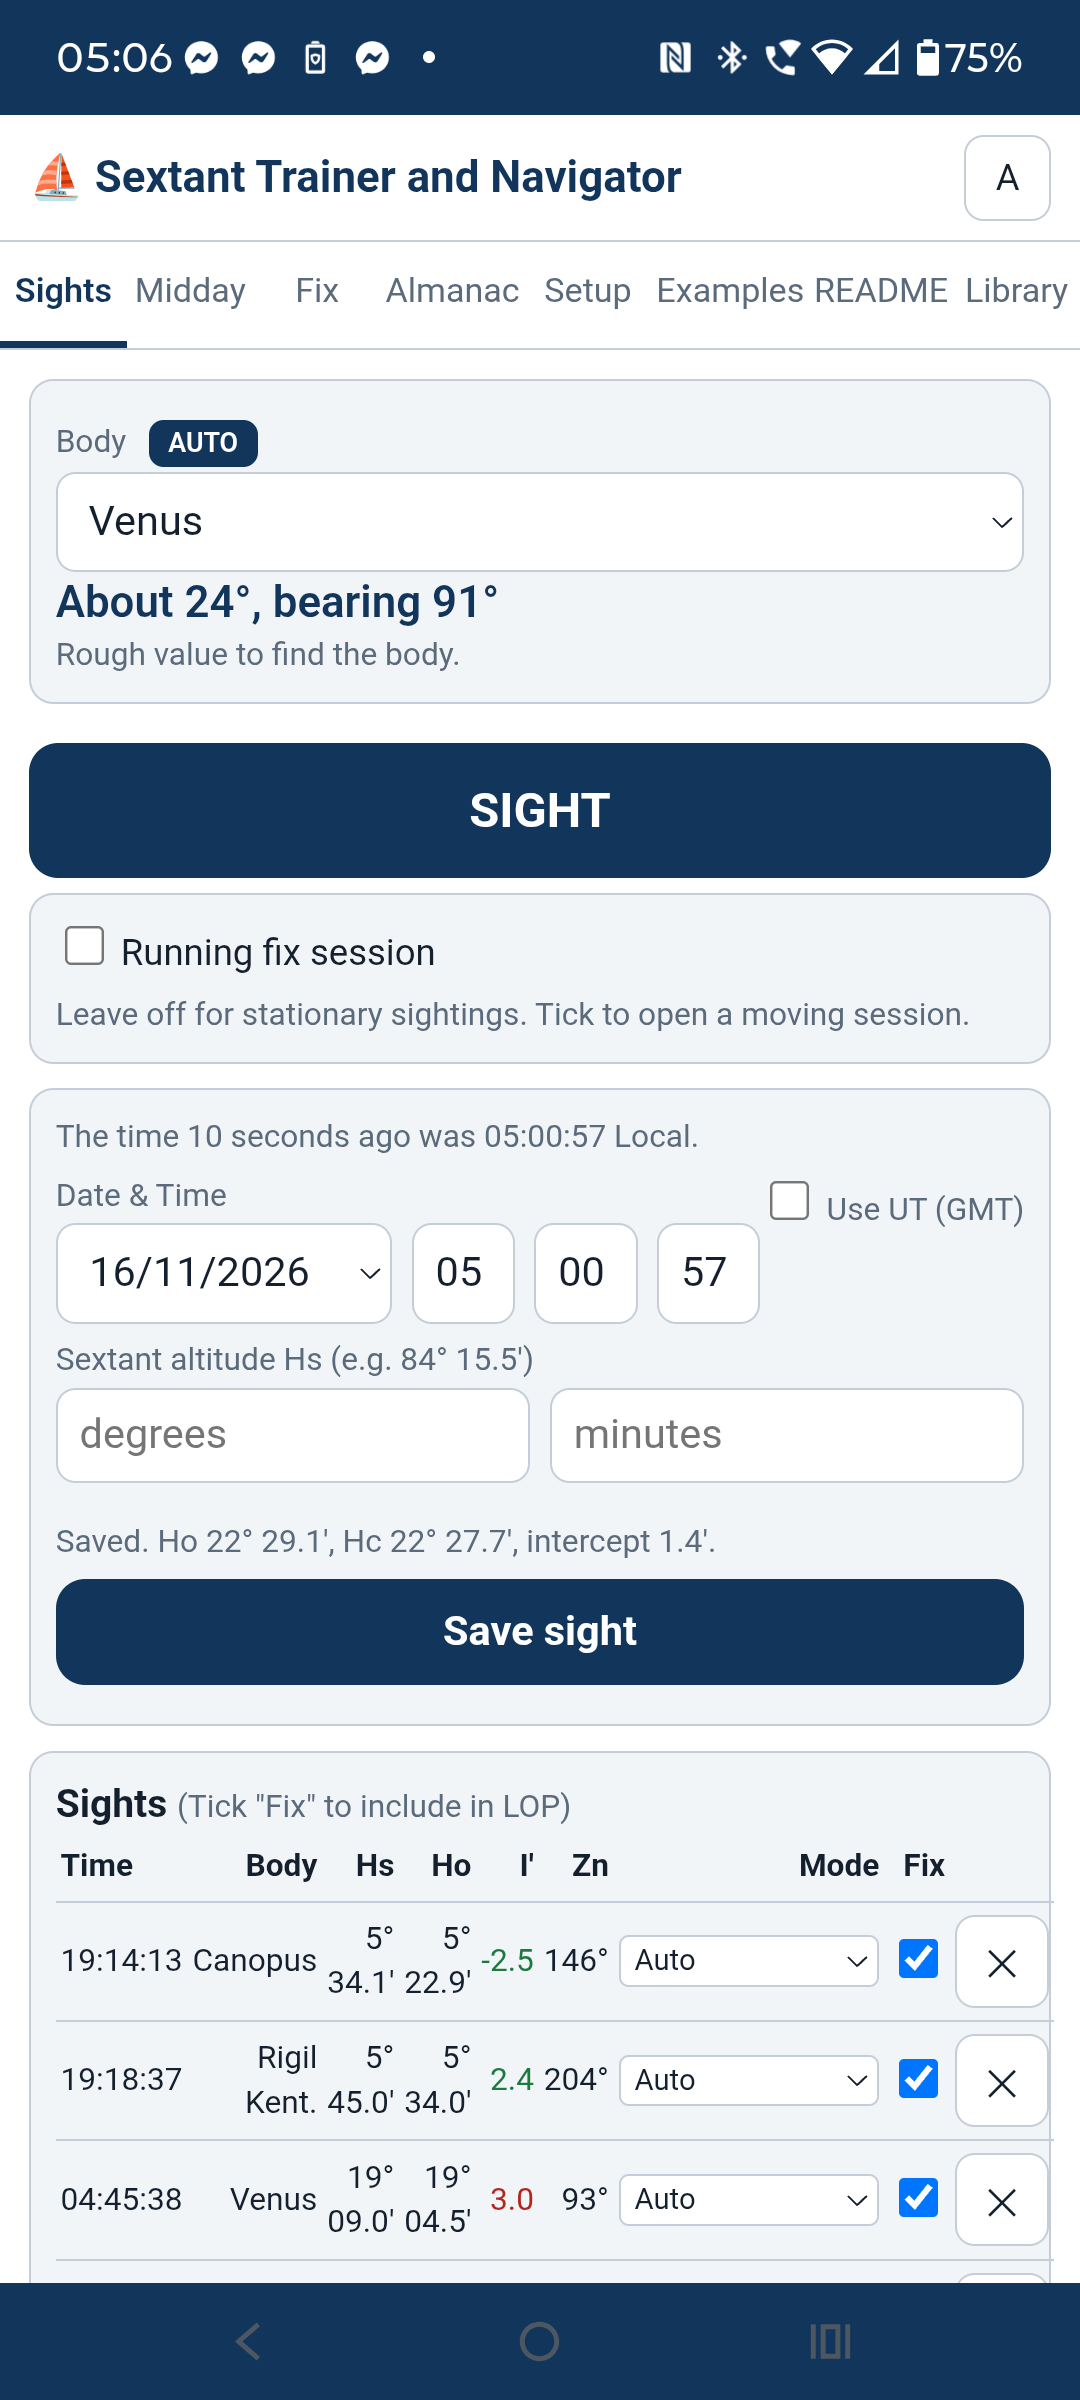 05:06 75%
Sextant Trainer and Navigator A
Sights Midday Fix Almanac Setup Examples README Library
Body AUTO
Venus
About 24°, bearing 91°
Rough value to find the body.
SIGHT
Running fix session
Leave off for stationary sightings. Tick to open a moving session.
The time 10 seconds ago was 05:00:57 Local.
Date & Time Use UT (GMT)
16/11/2026 05 00 57
Sextant altitude Hs (e.g. 84° 15.5')
degrees minutes
Saved. Ho 22° 29.1', Hc 22° 27.7', intercept 1.4'.
Save sight
Sights (Tick "Fix" to include in LOP)
Time Body Hs Ho I' Zn Mode Fix
19:14:13 Canopus 5° 34.1' 5° 22.9' -2.5 146° Auto
19:18:37 Rigil Kent. 5° 45.0' 5° 34.0' 2.4 204° Auto
04:45:38 Venus 19° 09.0' 19° 04.5' 3.0 93° Auto